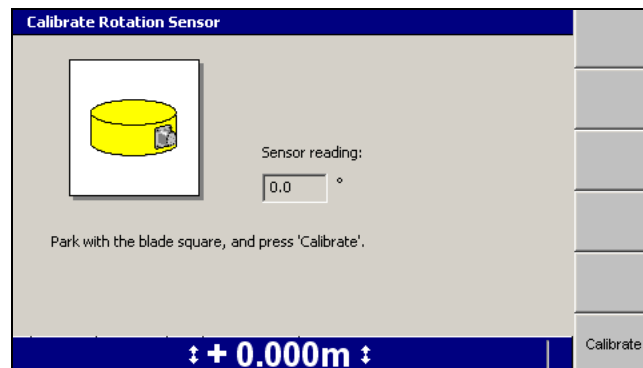 Calibrate Rotation Sensor
Sensor reading:
0.0 °
Park with the blade square, and press 'Calibrate'.
↕ + 0.000m ↕
Calibrate